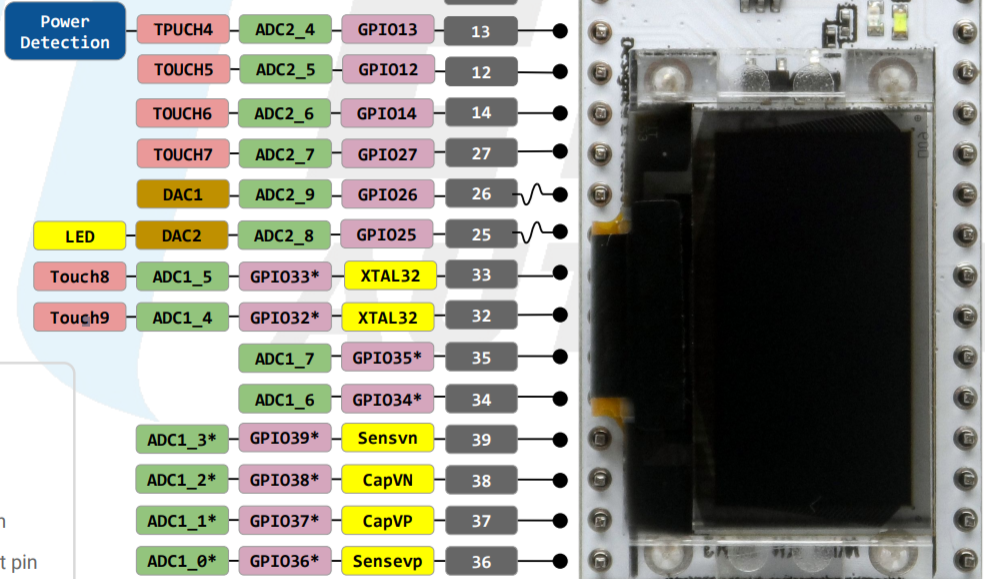 Power
Detection
TPUCH4 ADC2_4 GPIO13 13
TOUCH5 ADC2_5 GPIO12 12
TOUCH6 ADC2_6 GPIO14 14
TOUCH7 ADC2_7 GPIO27 27
DAC1 ADC2_9 GPIO26 26
LED DAC2 ADC2_8 GPIO25 25
Touch8 ADC1_5 GPIO33* XTAL32 33
Touch9 ADC1_4 GPIO32* XTAL32 32
ADC1_7 GPIO35* 35
ADC1_6 GPIO34* 34
ADC1_3* GPIO39* Sensvn 39
ADC1_2* GPIO38* CapVN 38
ADC1_1* GPIO37* CapVP 37
ADC1_0* GPIO36* Sensevp 36
t pin